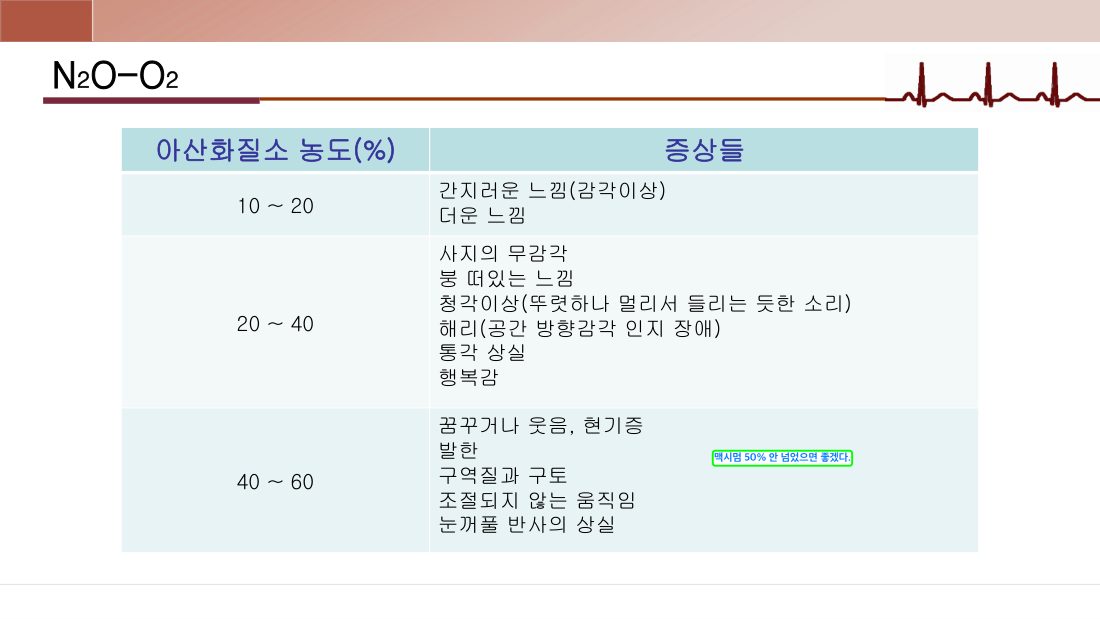 N₂O-O₂
아산화질소 농도(%)
증상들
10 ~ 20
간지러운 느낌(감각이상)
더운 느낌
20 ~ 40
사지의 무감각
붕 떠있는 느낌
청각이상(뚜렷하나 멀리서 들리는 듯한 소리)
해리(공간 방향감각 인지 장애)
통각 상실
행복감
40 ~ 60
꿈꾸거나 웃음, 현기증
발한
맥시멈 50% 안 넘었으면 좋겠다.
구역질과 구토
조절되지 않는 움직임
눈꺼풀 반사의 상실